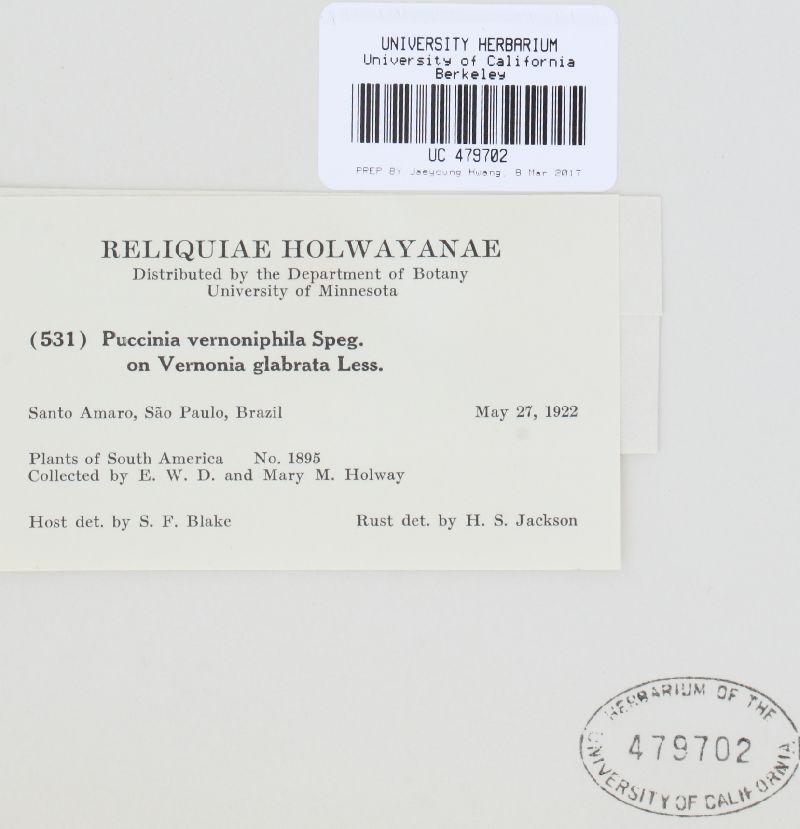 UNIVERSITY HERBARIUM
University of California
Berkeley
UC 479702
PREP BY Jaeyoung Hwang, 8 Mar 2017
RELIQUIAE HOLWAYANAE
Distributed by the Department of Botany
University of Minnesota
(531) Puccinia vernoniphila Speg.
on Vernonia glabrata Less.
Santo Amaro, São Paulo, Brazil May 27, 1922
Plants of South America No. 1895
Collected by E. W. D. and Mary M. Holway
Host det. by S. F. Blake Rust det. by H. S. Jackson
HERBARIUM OF THE
479702
UNIVERSITY OF CALIFORNIA